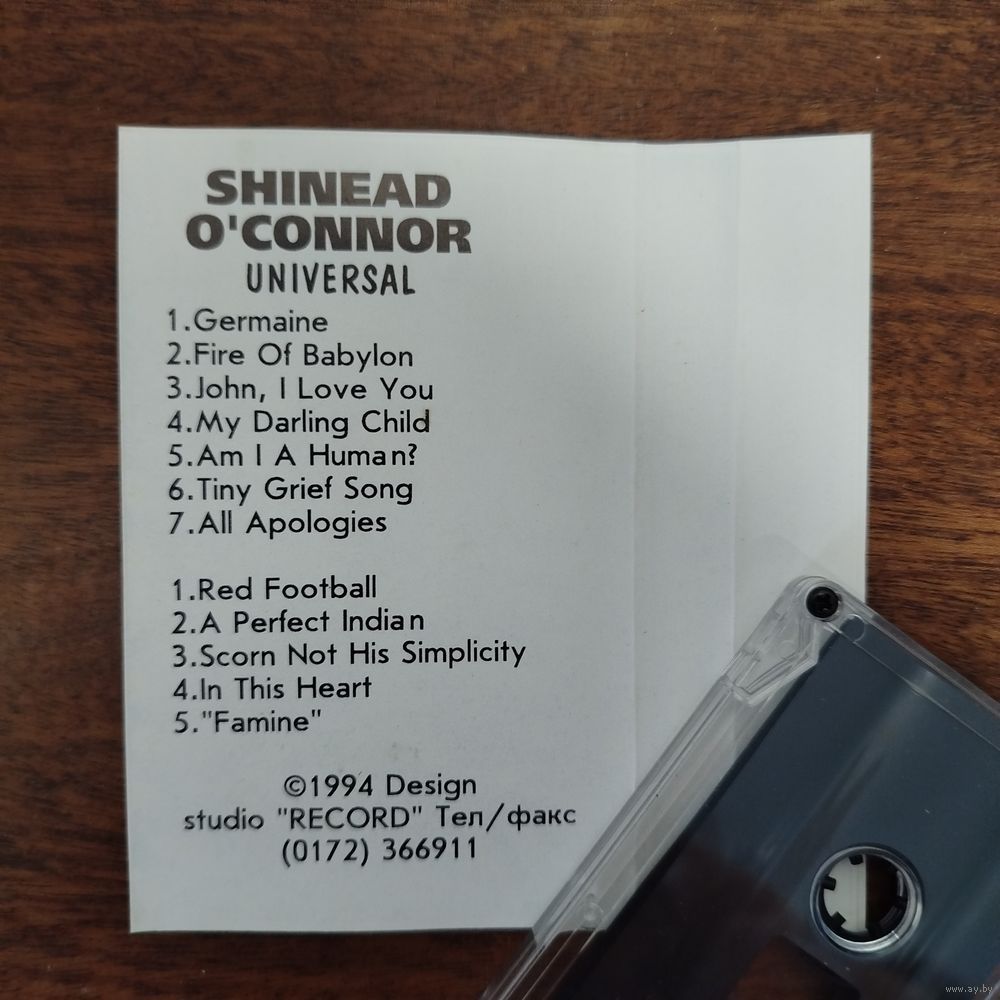 SHINEAD
O'CONNOR
UNIVERSAL
1.Germaine
2.Fire Of Babylon
3.John, I Love You
4.My Darling Child
5.Am I A Human?
6.Tiny Grief Song
7.All Apologies
1.Red Football
2.A Perfect Indian
3.Scorn Not His Simplicity
4.In This Heart
5."Famine"
©1994 Design
studio "RECORD" Тел/факс
(0172) 366911
www.ay.by